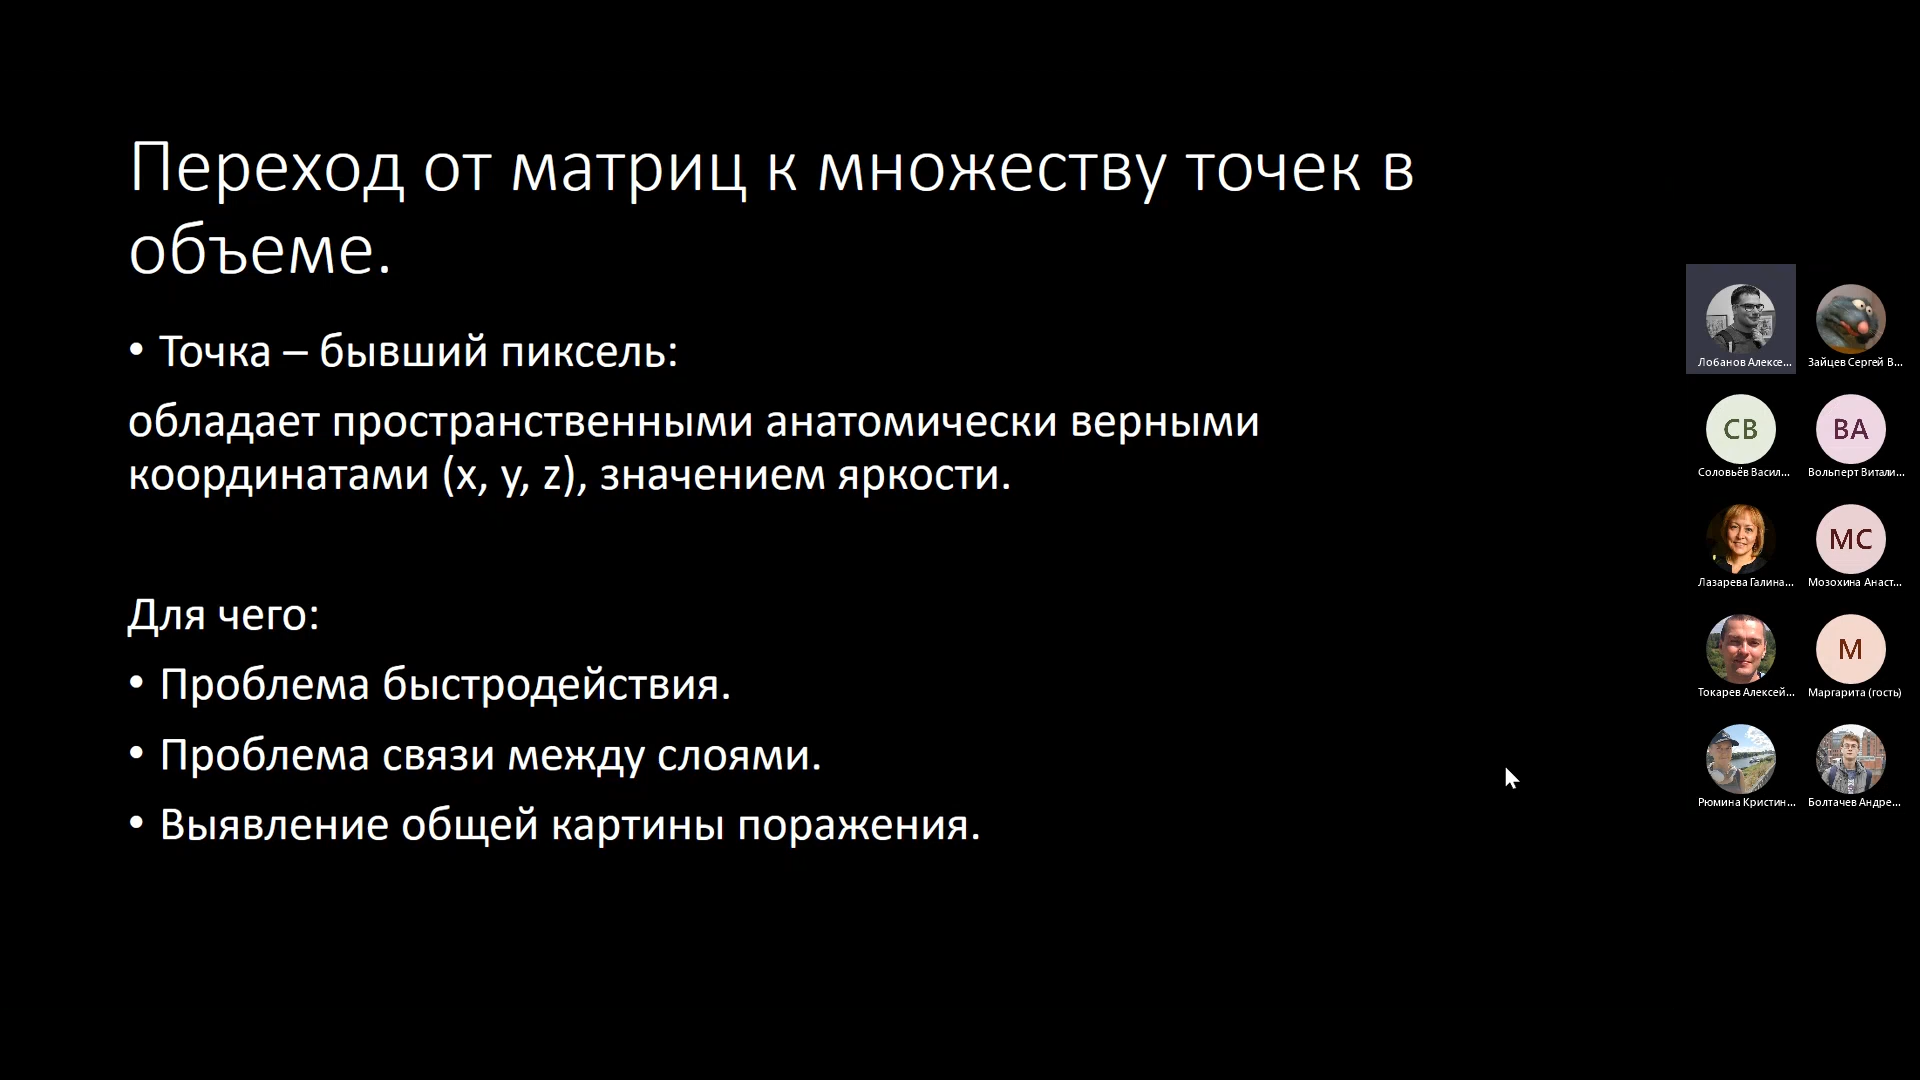 Переход от матриц к множеству точек в
объеме.
• Точка – бывший пиксель:
обладает пространственными анатомически верными
координатами (x, y, z), значением яркости.
Для чего:
• Проблема быстродействия.
• Проблема связи между слоями.
• Выявление общей картины поражения.
Лобанов Алексе...
Зайцев Сергей В...
СВ
Соловьёв Васил...
ВА
Вольперт Витали...
Лазарева Галина...
МС
Мозохина Анаст...
Токарев Алексей...
М
Маргарита (гость)
Рюмина Кристин...
Болтачев Андре...